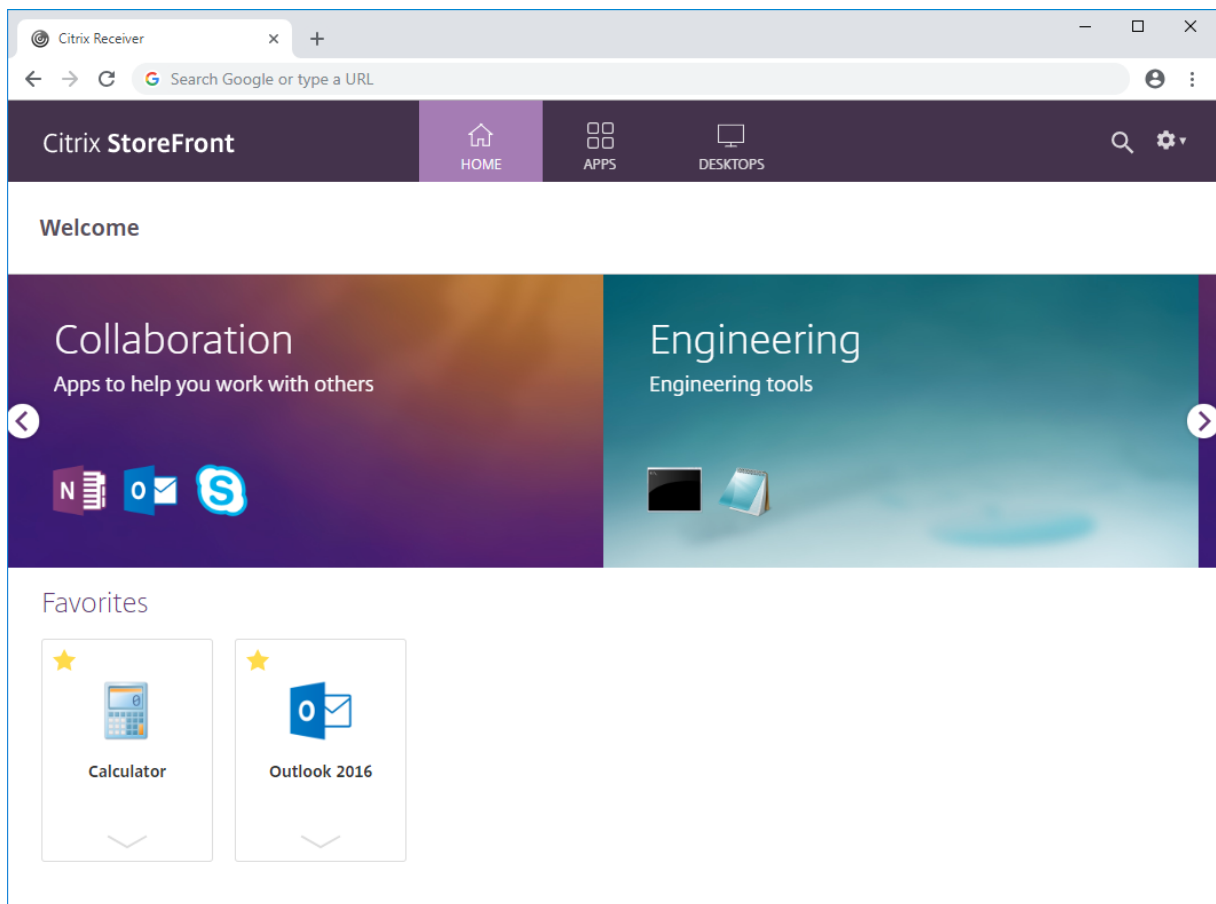 Citrix Receiver
Search Google or type a URL
Citrix StoreFront
HOME
APPS
DESKTOPS
Welcome
Collaboration
Apps to help you work with others
Engineering
Engineering tools
N
O
S
Favorites
0
O
Calculator
Outlook 2016